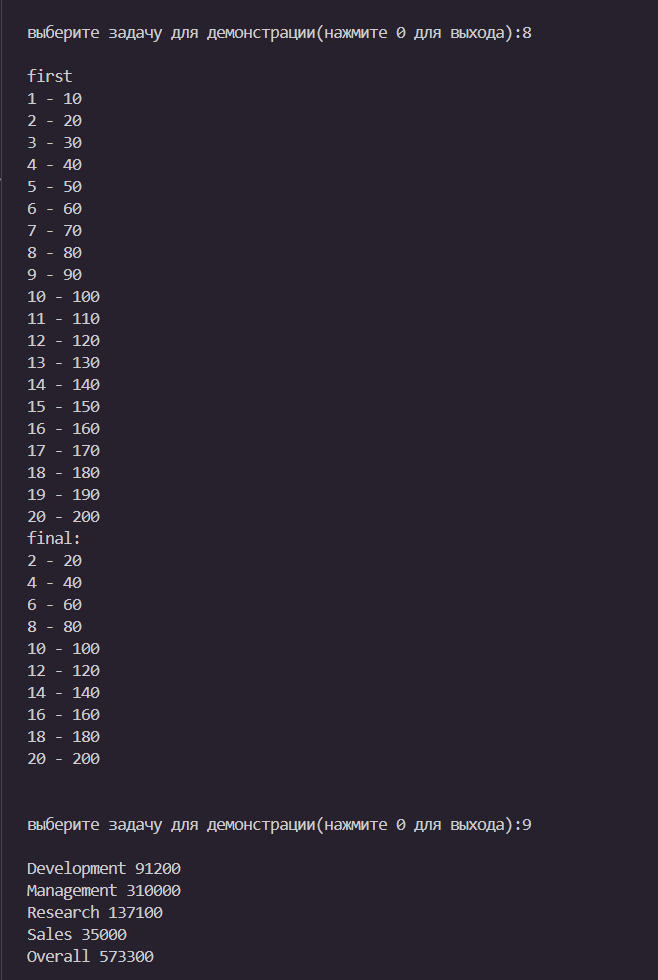 выберите задачу для демонстрации(нажмите 0 для выхода):8
first
1 - 10
2 - 20
3 - 30
4 - 40
5 - 50
6 - 60
7 - 70
8 - 80
9 - 90
10 - 100
11 - 110
12 - 120
13 - 130
14 - 140
15 - 150
16 - 160
17 - 170
18 - 180
19 - 190
20 - 200
final:
2 - 20
4 - 40
6 - 60
8 - 80
10 - 100
12 - 120
14 - 140
16 - 160
18 - 180
20 - 200
выберите задачу для демонстрации(нажмите 0 для выхода):9
Development 91200
Management 310000
Research 137100
Sales 35000
Overall 573300